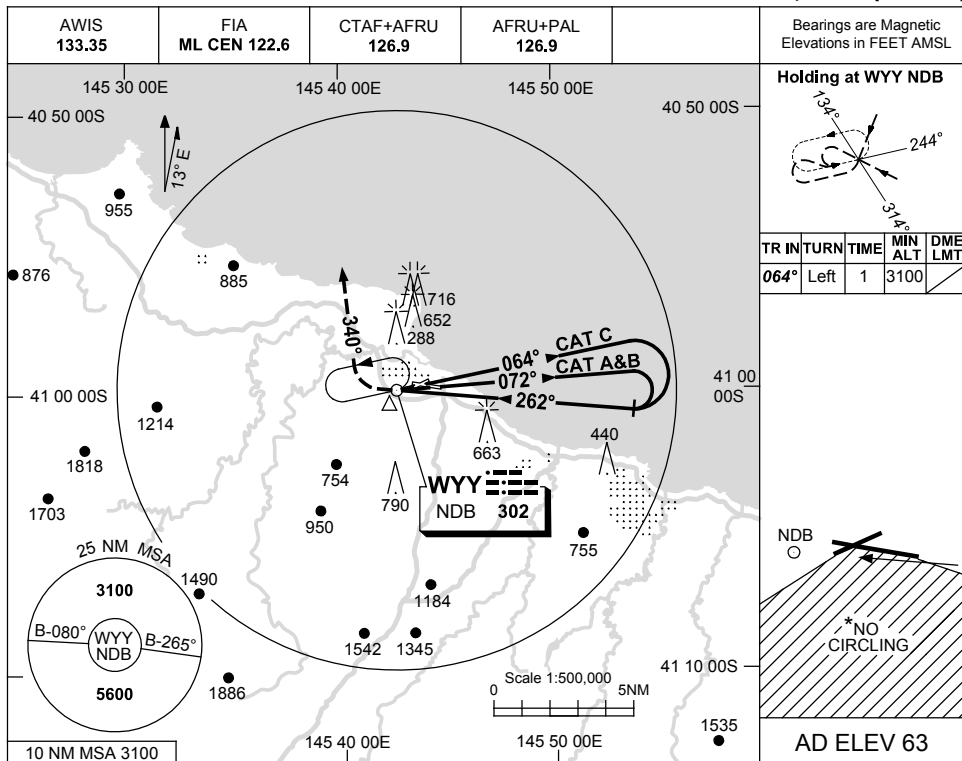 AWIS
133.35
FIA
ML CEN 122.6
CTAF+AFRU
126.9
AFRU+PAL
126.9
Bearings are Magnetic
Elevations in FEET AMSL
145 30 00E
145 40 00E
145 50 00E
40 50 00S
40 50 00S
13° E
955
876
885
716
652
288
340°
064°
CAT C
072°
CAT A&B
262°
41 00 00S
41 00
00S
1214
1818
1703
754
950
790
663
440
WYY
NDB 302
755
25 NM MSA
3100
B-080°
WYY
NDB
B-265°
5600
1490
1184
1542
1345
1886
41 10 00S
Scale 1:500,000
0
5NM
1535
10 NM MSA 3100
145 40 00E
145 50 00E
Holding at WYY NDB
134°
244°
314°
TR IN
TURN
TIME
MIN
ALT
DME
LMT
064°
Left
1
3100
NDB
*NO
CIRCLING
AD ELEV 63